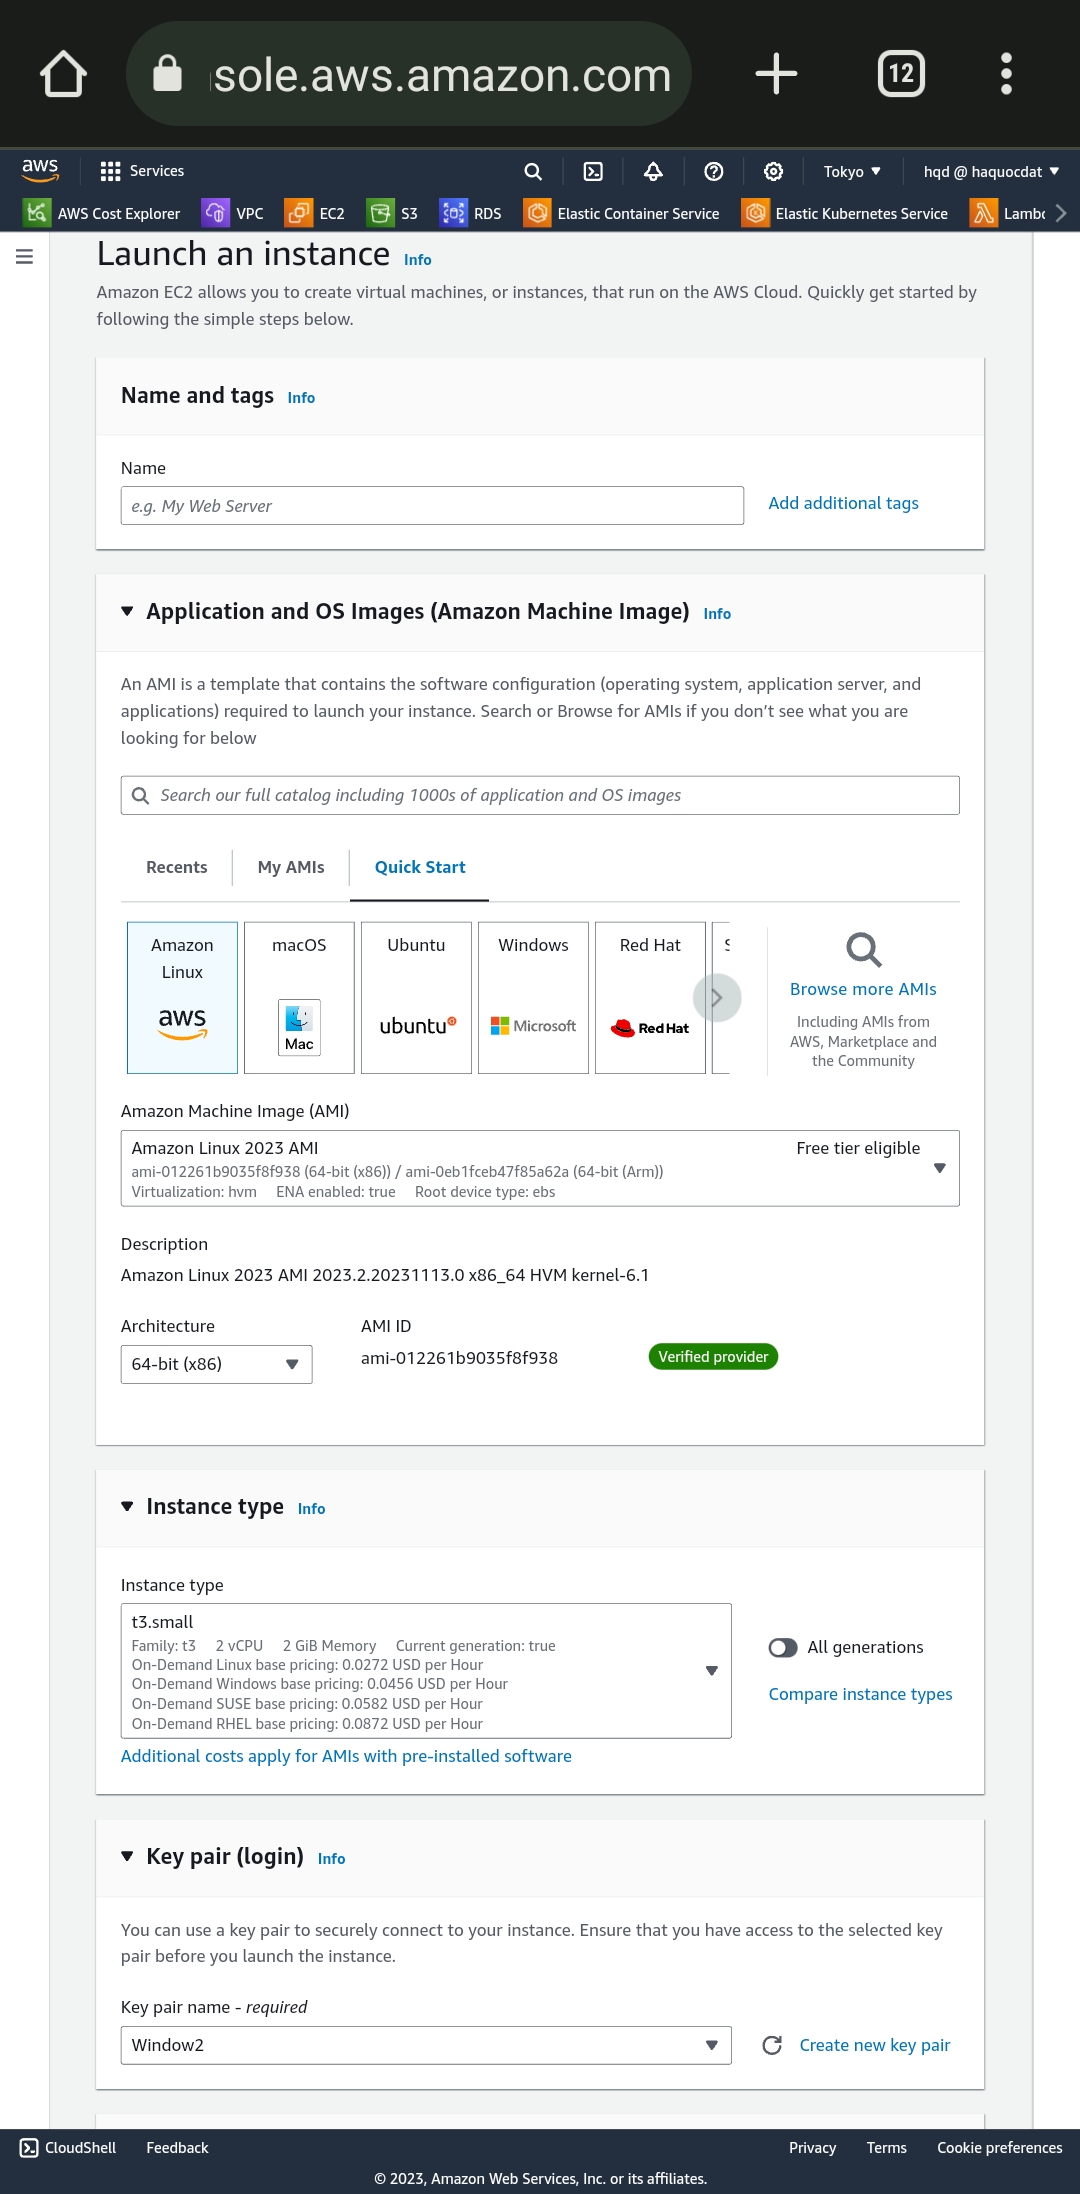 sole.aws.amazon.com
12
aws
Services
Tokyo
hqd @ haquocdat
AWS Cost Explorer
VPC
EC2
S3
RDS
Elastic Container Service
Elastic Kubernetes Service
Lambd
Launch an instance Info
Amazon EC2 allows you to create virtual machines, or instances, that run on the AWS Cloud. Quickly get started by
following the simple steps below.
Name and tags Info
Name
e.g. My Web Server
Add additional tags
Application and OS Images (Amazon Machine Image) Info
An AMI is a template that contains the software configuration (operating system, application server, and
applications) required to launch your instance. Search or Browse for AMIs if you don’t see what you are
looking for below
Search our full catalog including 1000s of application and OS images
Recents
My AMIs
Quick Start
Amazon
Linux
aws
macOS
Mac
Ubuntu
ubuntu
Windows
Microsoft
Red Hat
Red Hat
S
Browse more AMIs
Including AMIs from
AWS, Marketplace and
the Community
Amazon Machine Image (AMI)
Amazon Linux 2023 AMI
Free tier eligible
ami-012261b9035f8f938 (64-bit (x86)) / ami-0eb1fceb47f85a62a (64-bit (Arm))
Virtualization: hvm ENA enabled: true Root device type: ebs
Description
Amazon Linux 2023 AMI 2023.2.20231113.0 x86_64 HVM kernel-6.1
Architecture
64-bit (x86)
AMI ID
ami-012261b9035f8f938
Verified provider
Instance type Info
Instance type
t3.small
Family: t3 2 vCPU 2 GiB Memory Current generation: true
On-Demand Linux base pricing: 0.0272 USD per Hour
On-Demand Windows base pricing: 0.0456 USD per Hour
On-Demand SUSE base pricing: 0.0582 USD per Hour
On-Demand RHEL base pricing: 0.0872 USD per Hour
All generations
Compare instance types
Additional costs apply for AMIs with pre-installed software
Key pair (login) Info
You can use a key pair to securely connect to your instance. Ensure that you have access to the selected key
pair before you launch the instance.
Key pair name - required
Window2
Create new key pair
CloudShell
Feedback
Privacy
Terms
Cookie preferences
© 2023, Amazon Web Services, Inc. or its affiliates.